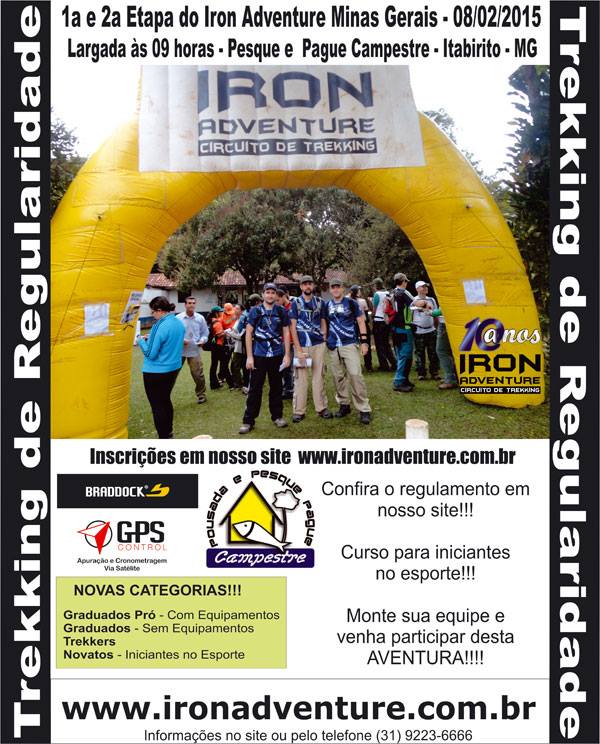 1a e 2a Etapa do Iron Adventure Minas Gerais - 08/02/2015
Largada às 09 horas - Pesque e Pague Campestre - Itabirito - MG
Trekking de Regularidade
Trekking de Regularidade
IRON
ADVENTURE
CIRCUITO DE TREKKING
10 anos
IRON
ADVENTURE
CIRCUITO DE TREKKING
Inscrições em nosso site www.ironadventure.com.br
BRADDOCK
GPS
CONTROL
Apuração e Cronometragem
Via Satélite
Pousada e Pesque Pague
Campestre
Confira o regulamento em
nosso site!!!
Curso para iniciantes
no esporte!!!
Monte sua equipe e
venha participar desta
AVENTURA!!!!
NOVAS CATEGORIAS!!!
Graduados Pró - Com Equipamentos
Graduados - Sem Equipamentos
Trekkers
Novatos - Iniciantes no Esporte
www.ironadventure.com.br
Informações no site ou pelo telefone (31) 9223-6666